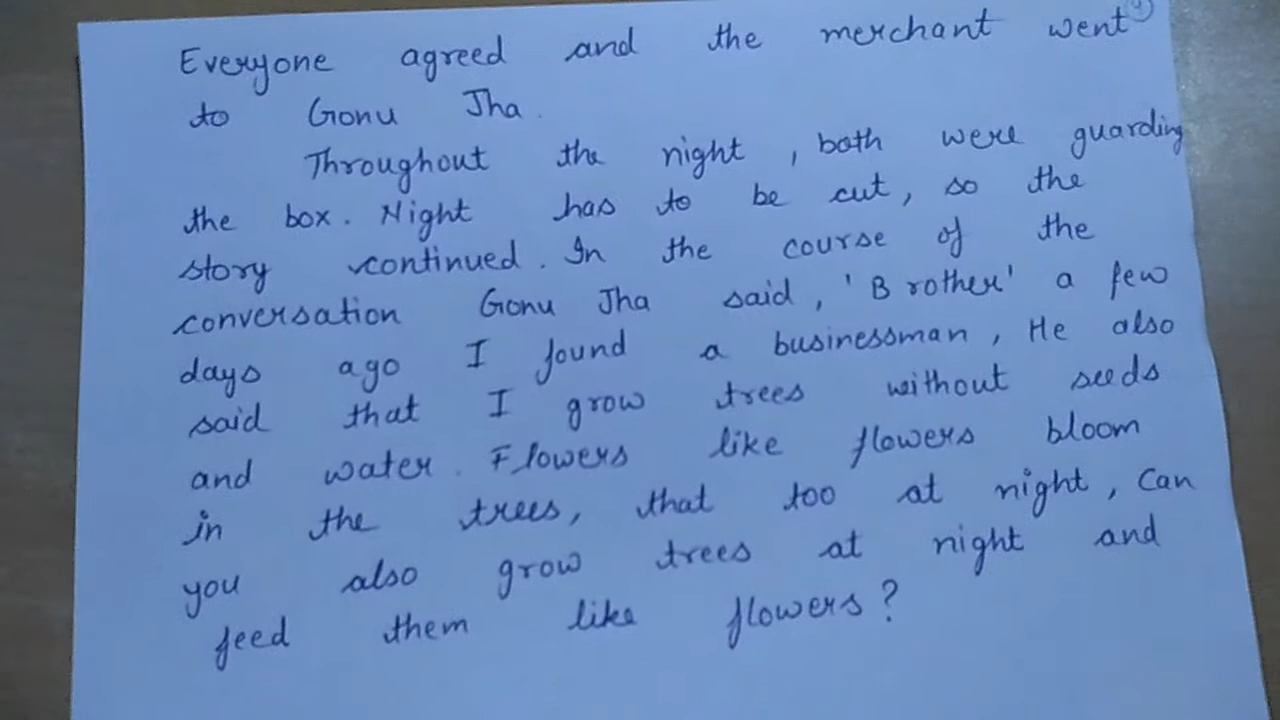 Everyone agreed and the merchant went
to Gonu Jha.
Throughout the night, both were guarding
the box. Night has to be cut, so the
story continued. In the course of the
conversation Gonu Jha said, 'Brother' a few
days ago I found a businessman, He also
said that I grow trees without seeds
and water. Flowers like flowers bloom
in the trees, that too at night, Can
you also grow trees at night and
feed them like flowers?